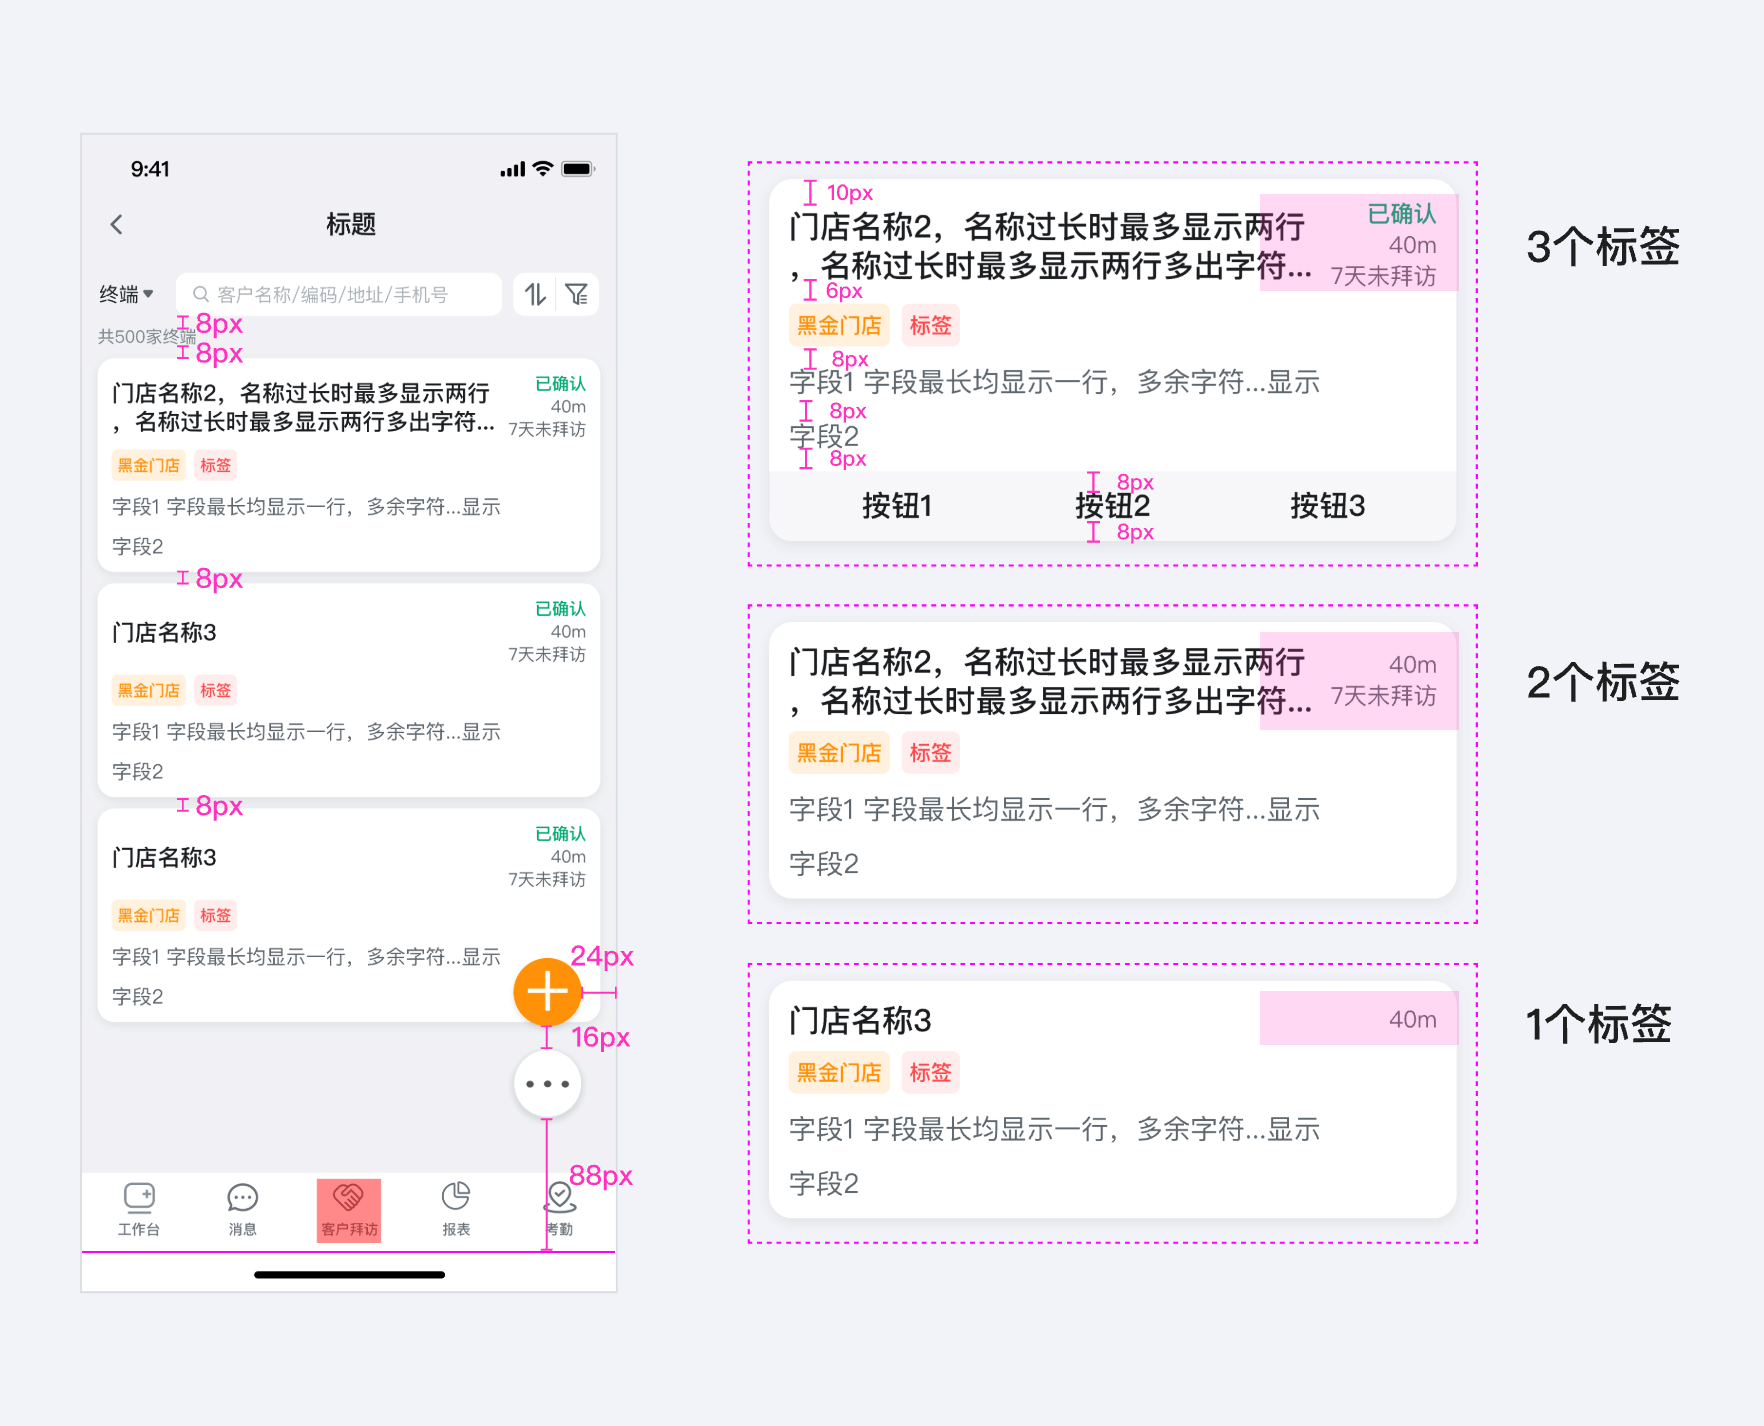 9:41
标题
终端
客户名称/编码/地址/手机号
8px
共500家终端
8px
门店名称2，名称过长时最多显示两行
，名称过长时最多显示两行多出字符...
已确认
40m
7天未拜访
黑金门店 标签
字段1 字段最长均显示一行，多余字符...显示
字段2
8px
门店名称3
已确认
40m
7天未拜访
黑金门店 标签
字段1 字段最长均显示一行，多余字符...显示
字段2
8px
门店名称3
已确认
40m
7天未拜访
黑金门店 标签
字段1 字段最长均显示一行，多余字符...显示
字段2
24px
16px
88px
工作台 消息 客户拜访 报表 考勤
10px
门店名称2，名称过长时最多显示两行
，名称过长时最多显示两行多出字符...
已确认
40m
7天未拜访
6px
黑金门店 标签
8px
字段1 字段最长均显示一行，多余字符...显示
8px
字段2
8px
8px
按钮1 按钮2 按钮3
8px
3个标签
门店名称2，名称过长时最多显示两行
，名称过长时最多显示两行多出字符...
40m
7天未拜访
黑金门店 标签
字段1 字段最长均显示一行，多余字符...显示
字段2
2个标签
门店名称3
40m
黑金门店 标签
字段1 字段最长均显示一行，多余字符...显示
字段2
1个标签